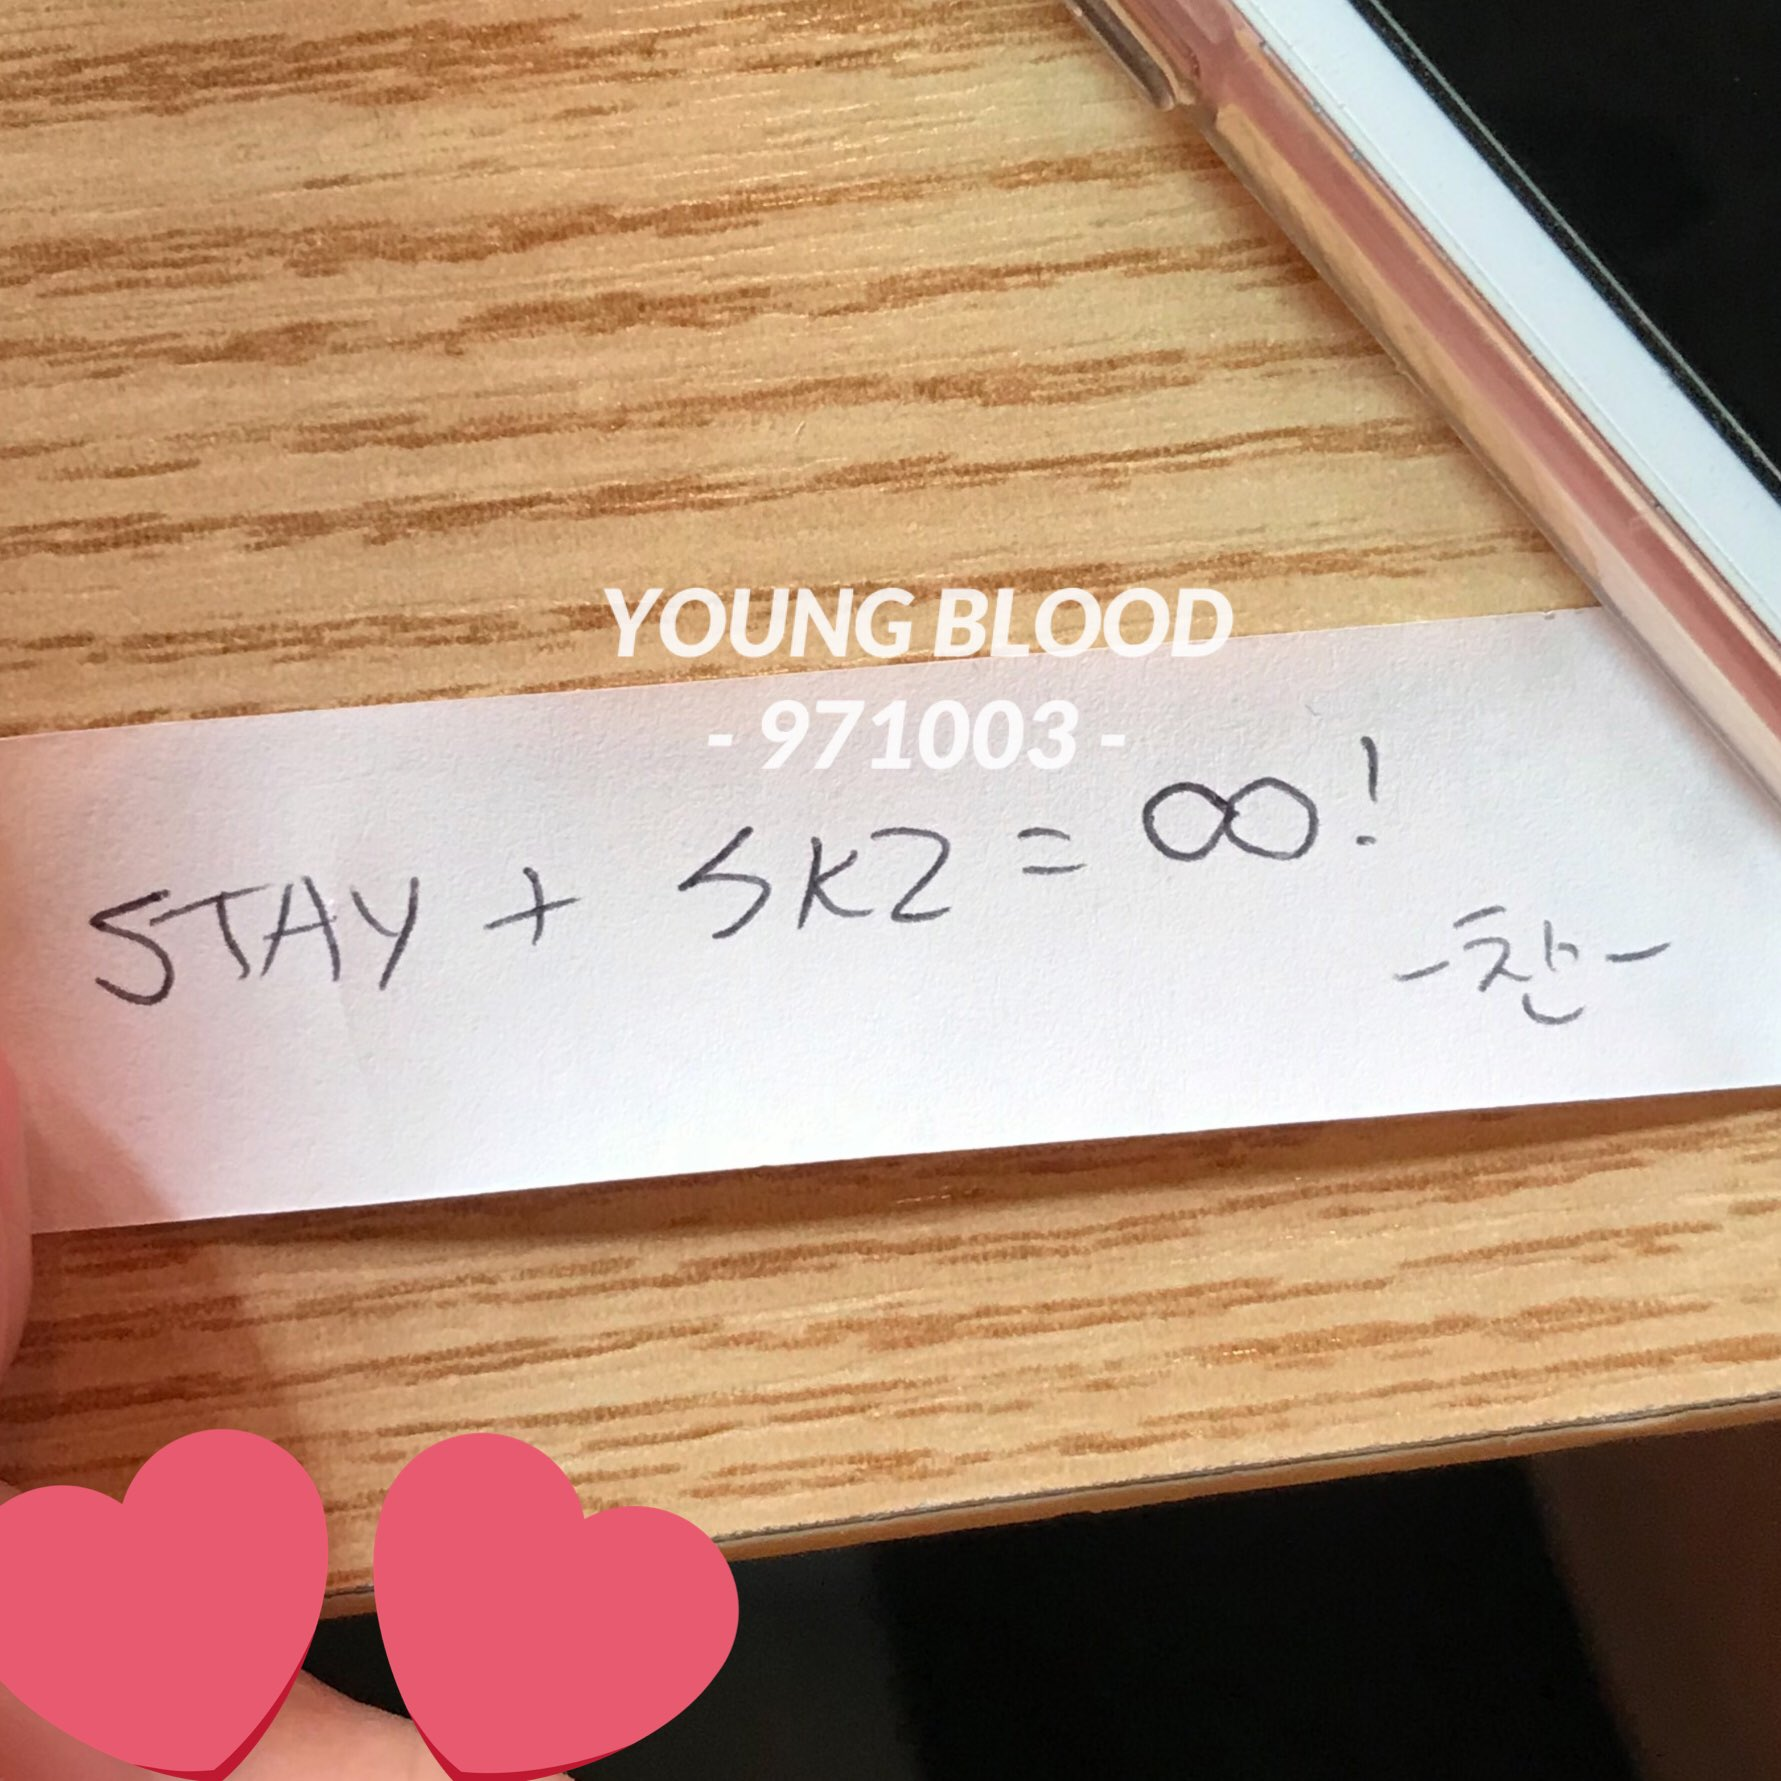 YOUNG BLOOD
- 971003 -
STAY + SKZ = ∞!
-찬-